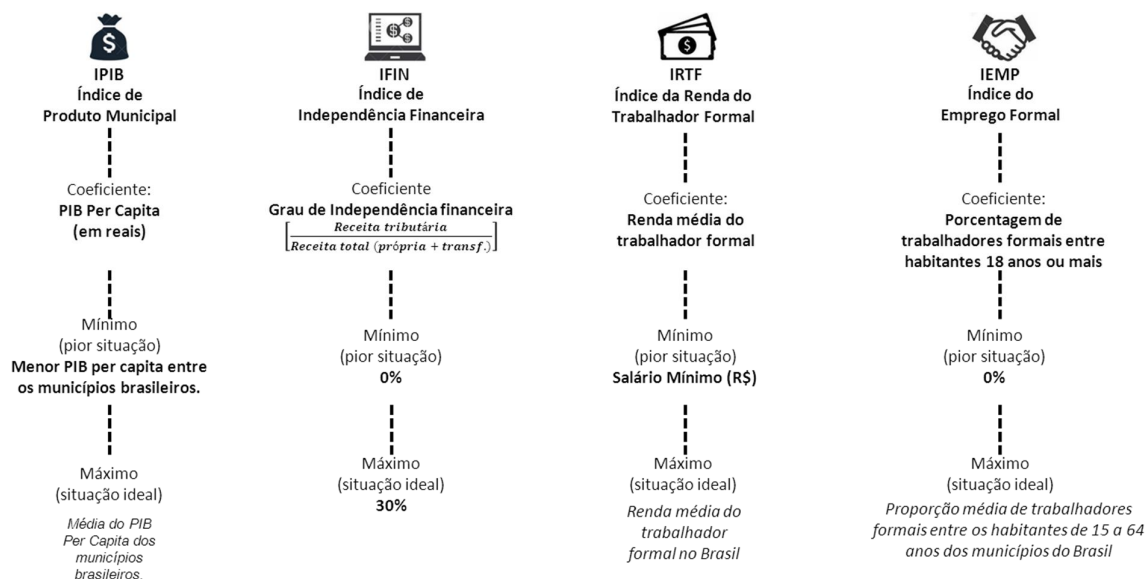 IPIB
Índice de
Produto Municipal
Coeficiente:
PIB Per Capita
(em reais)
Mínimo
(pior situação)
Menor PIB per capita entre
os municípios brasileiros.
Máximo
(situação ideal)
Média do PIB
Per Capita dos
municípios
brasileiros.
IFIN
Índice de
Independência Financeira
Coeficiente
Grau de Independência financeira
[Receita tributária
Receita total (própria + transf.)]
Mínimo
(pior situação)
0%
Máximo
(situação ideal)
30%
IRTF
Índice da Renda do
Trabalhador Formal
Coeficiente:
Renda média do
trabalhador formal
Mínimo
(pior situação)
Salário Mínimo (R$)
Máximo
(situação ideal)
Renda média do
trabalhador
formal no Brasil
IEMP
Índice do
Emprego Formal
Coeficiente:
Porcentagem de
trabalhadores formais entre
habitantes 18 anos ou mais
Mínimo
(pior situação)
0%
Máximo
(situação ideal)
Proporção média de trabalhadores
formais entre os habitantes de 15 a 64
anos dos municípios do Brasil